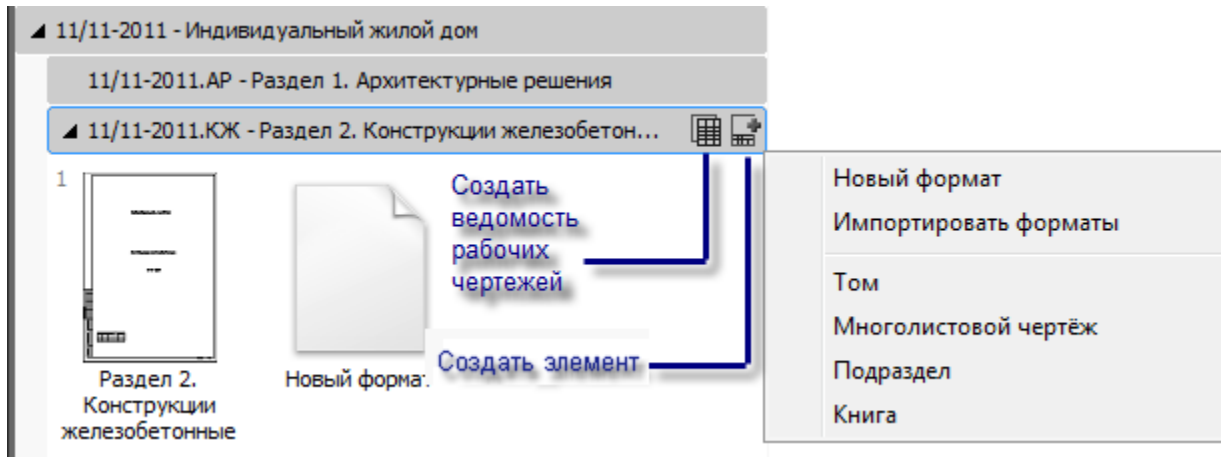 11/11-2011 - Индивидуальный жилой дом
11/11-2011.АР - Раздел 1. Архитектурные решения
11/11-2011.КЖ - Раздел 2. Конструкции железобетон...
1
Создать
ведомость
рабочих
чертежей
Создать элемент
Раздел 2.
Конструкции
железобетонные
Новый формат
Новый формат
Импортировать форматы
Том
Многолистовой чертёж
Подраздел
Книга